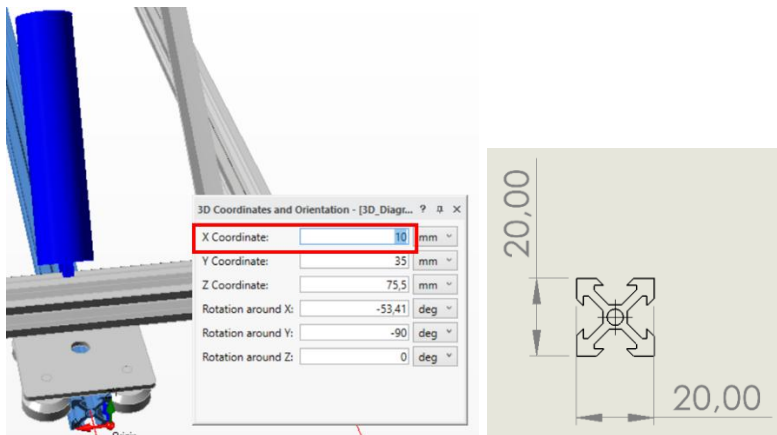 3D Coordinates and Orientation - [3D_Diagr... ?
X Coordinate: 10 mm
Y Coordinate: 35 mm
Z Coordinate: 75,5 mm
Rotation around X: -53,41 deg
Rotation around Y: -90 deg
Rotation around Z: 0 deg
Origin
20,00
20,00